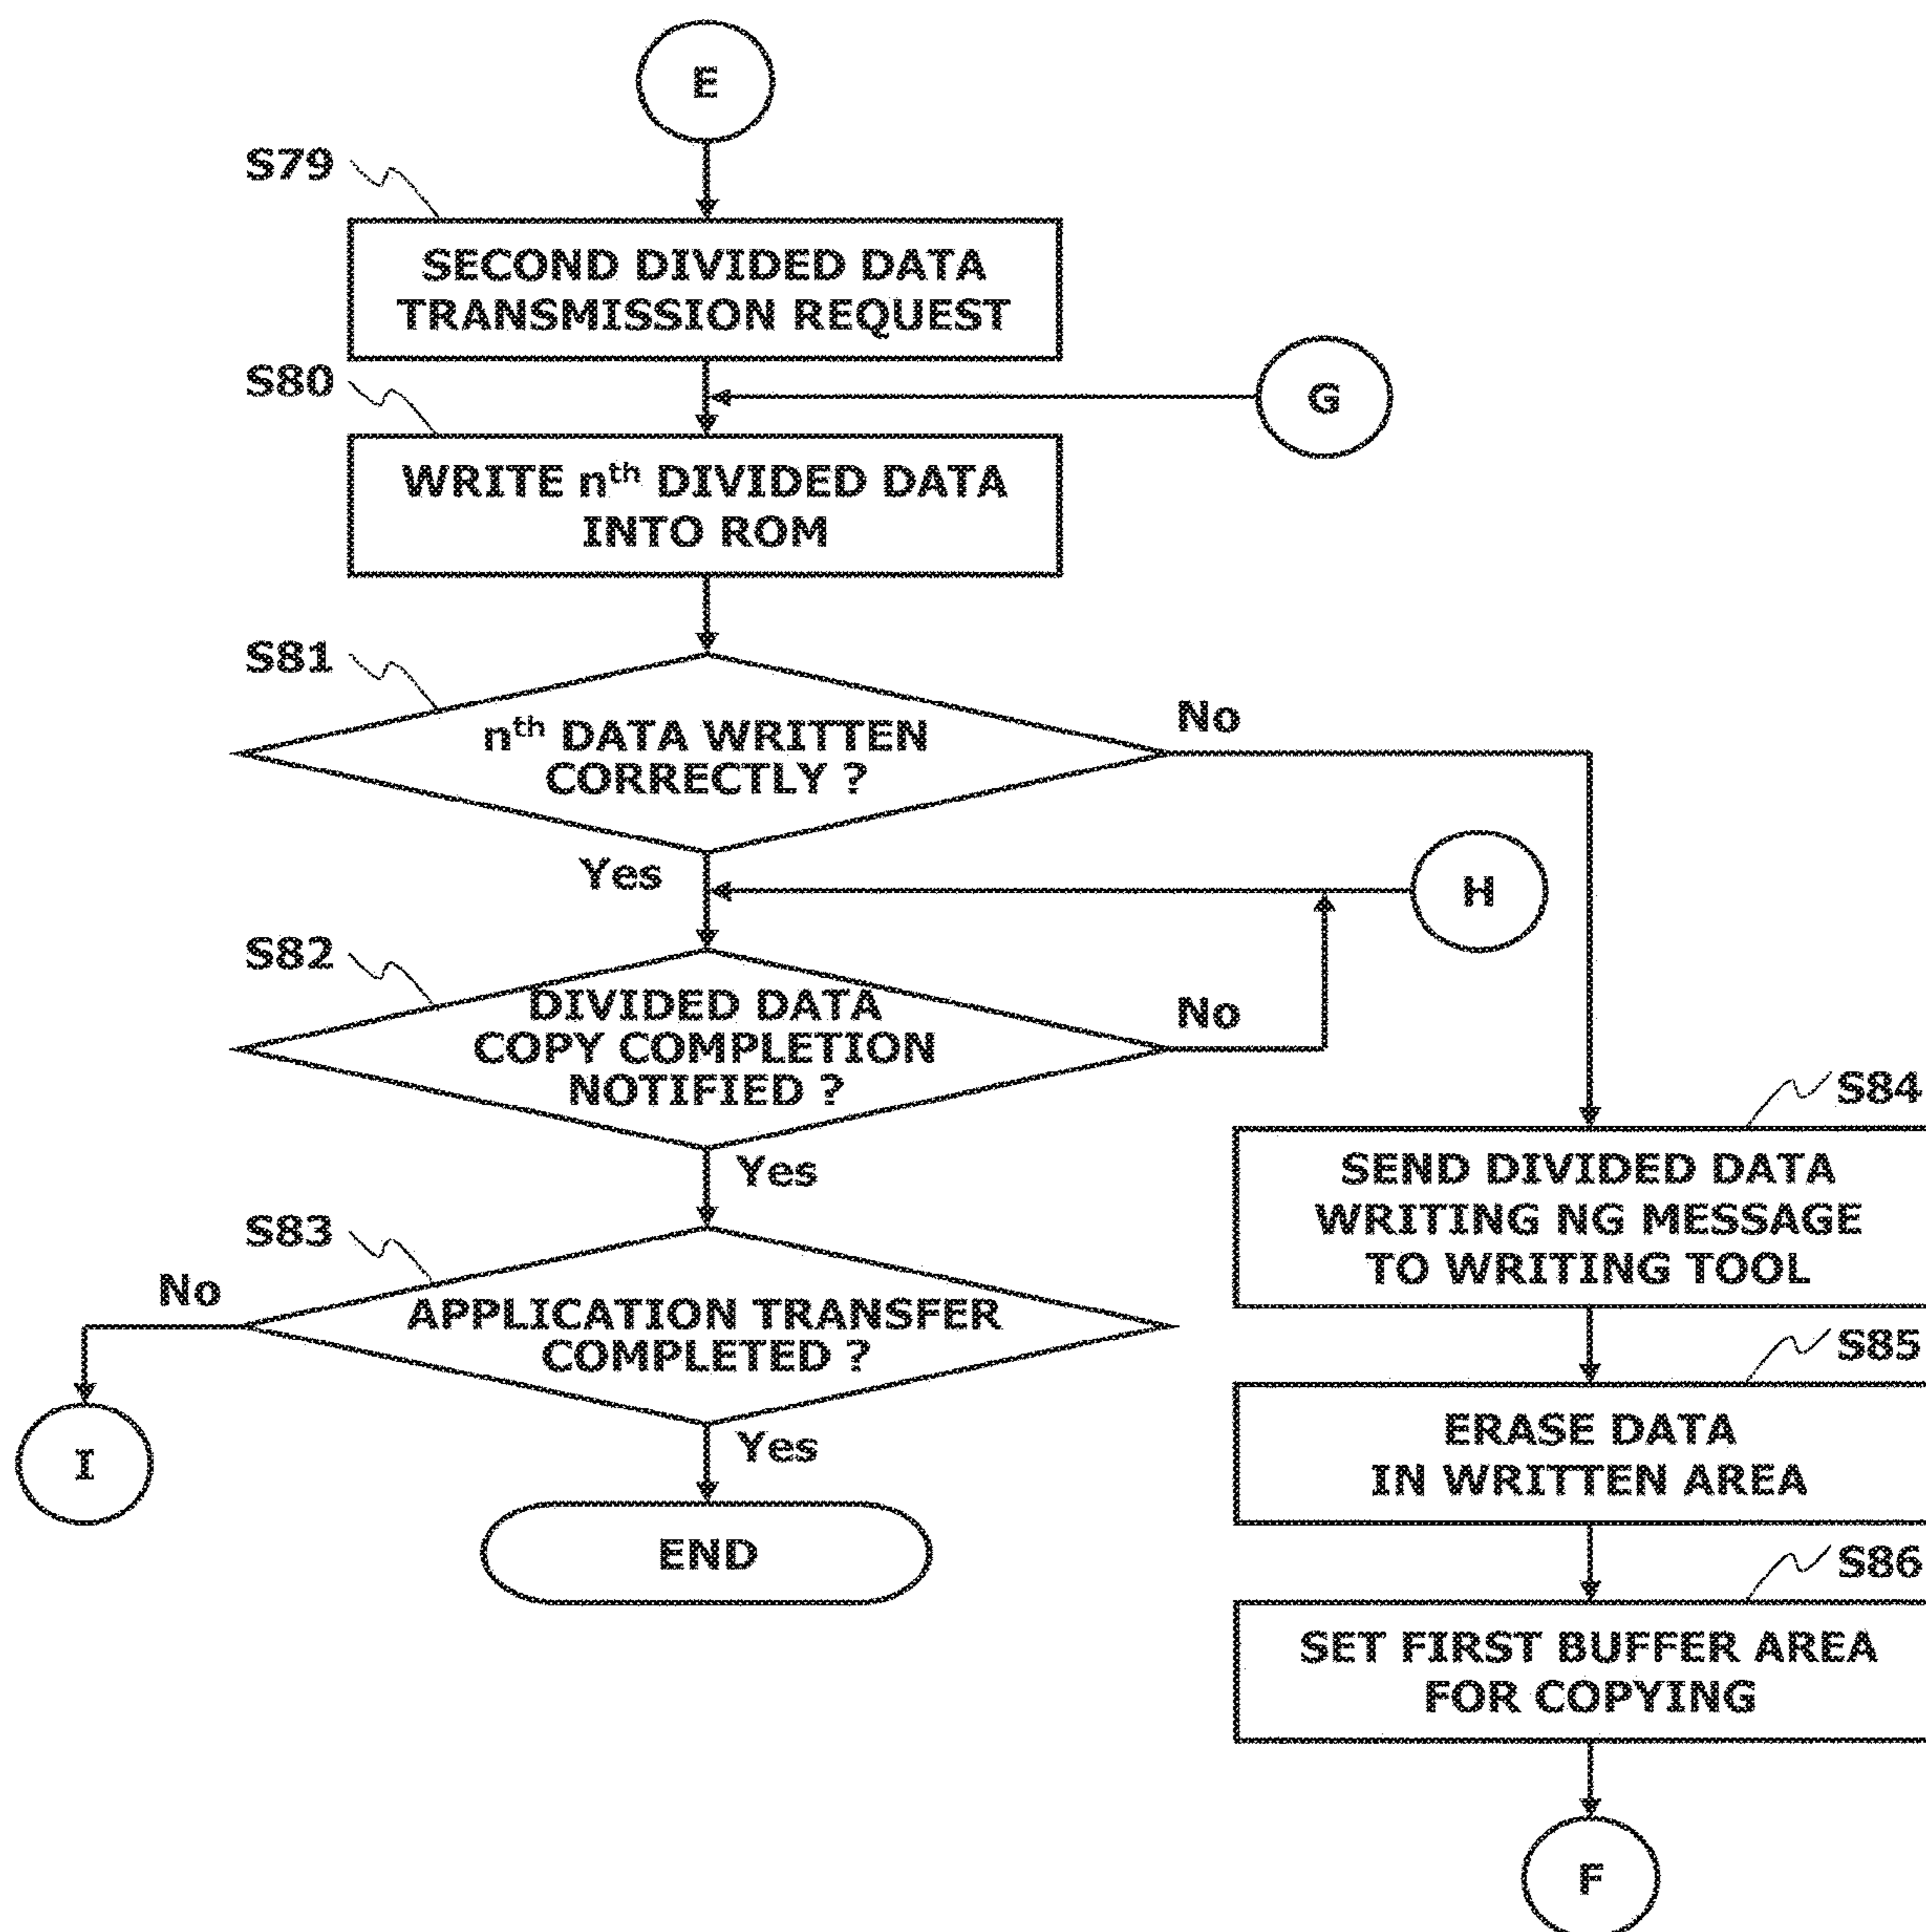 E
S79
SECOND DIVIDED DATA
TRANSMISSION REQUEST
S80
G
WRITE nth DIVIDED DATA
INTO ROM
S81
nth DATA WRITTEN
CORRECTLY ?
No
Yes
H
S82
DIVIDED DATA
COPY COMPLETION
NOTIFIED ?
No
Yes
S83
APPLICATION TRANSFER
COMPLETED ?
No
I
Yes
END
S84
SEND DIVIDED DATA
WRITING NG MESSAGE
TO WRITING TOOL
S85
ERASE DATA
IN WRITTEN AREA
S86
SET FIRST BUFFER AREA
FOR COPYING
F